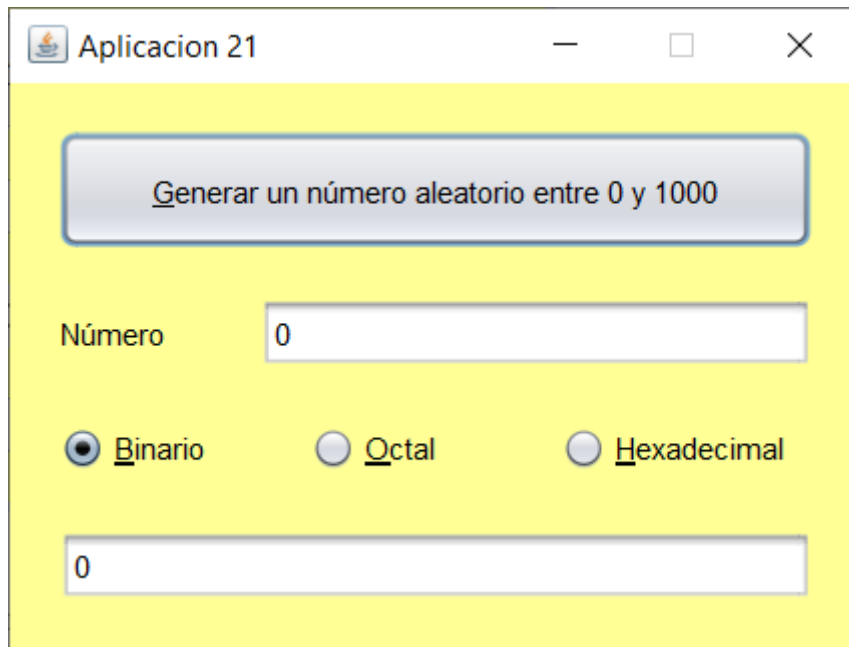 Aplicacion 21
Generar un número aleatorio entre 0 y 1000
Número 0
Binario Octal Hexadecimal
0